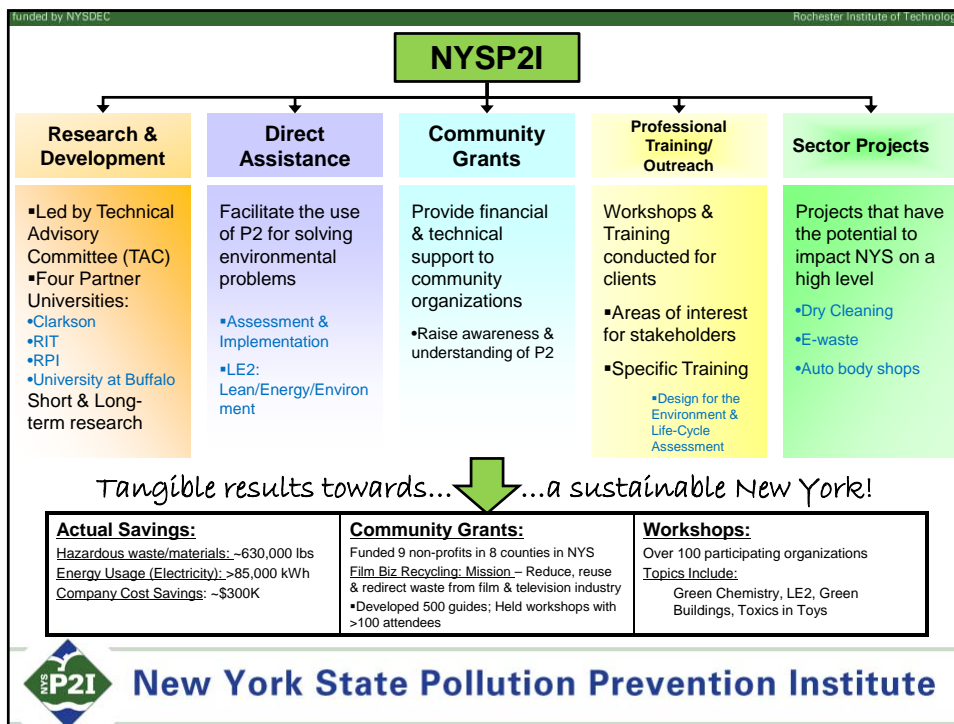 funded by NYSDEC
Rochester Institute of Technolog
NYSP2I
Research &
Development
▪Led by Technical
Advisory
Committee (TAC)
▪Four Partner
Universities:
•Clarkson
•RIT
•RPI
•University at Buffalo
Short & Long-
term research
Direct
Assistance
Facilitate the use
of P2 for solving
environmental
problems
▪Assessment &
Implementation
▪LE2:
Lean/Energy/Environ
ment
Community
Grants
Provide financial
& technical
support to
community
organizations
•Raise awareness &
understanding of P2
Professional
Training/
Outreach
Workshops &
Training
conducted for
clients
▪Areas of interest
for stakeholders
▪Specific Training
▪Design for the
Environment &
Life-Cycle
Assessment
Sector Projects
Projects that have
the potential to
impact NYS on a
high level
•Dry Cleaning
•E-waste
•Auto body shops
Tangible results towards... ...a sustainable New York!
Actual Savings:
Hazardous waste/materials: ~630,000 lbs
Energy Usage (Electricity): >85,000 kWh
Company Cost Savings: ~$300K
Community Grants:
Funded 9 non-profits in 8 counties in NYS
Film Biz Recycling: Mission – Reduce, reuse
& redirect waste from film & television industry
▪Developed 500 guides; Held workshops with
>100 attendees
Workshops:
Over 100 participating organizations
Topics Include:
Green Chemistry, LE2, Green
Buildings, Toxics in Toys
NYS
P2I
New York State Pollution Prevention Institute